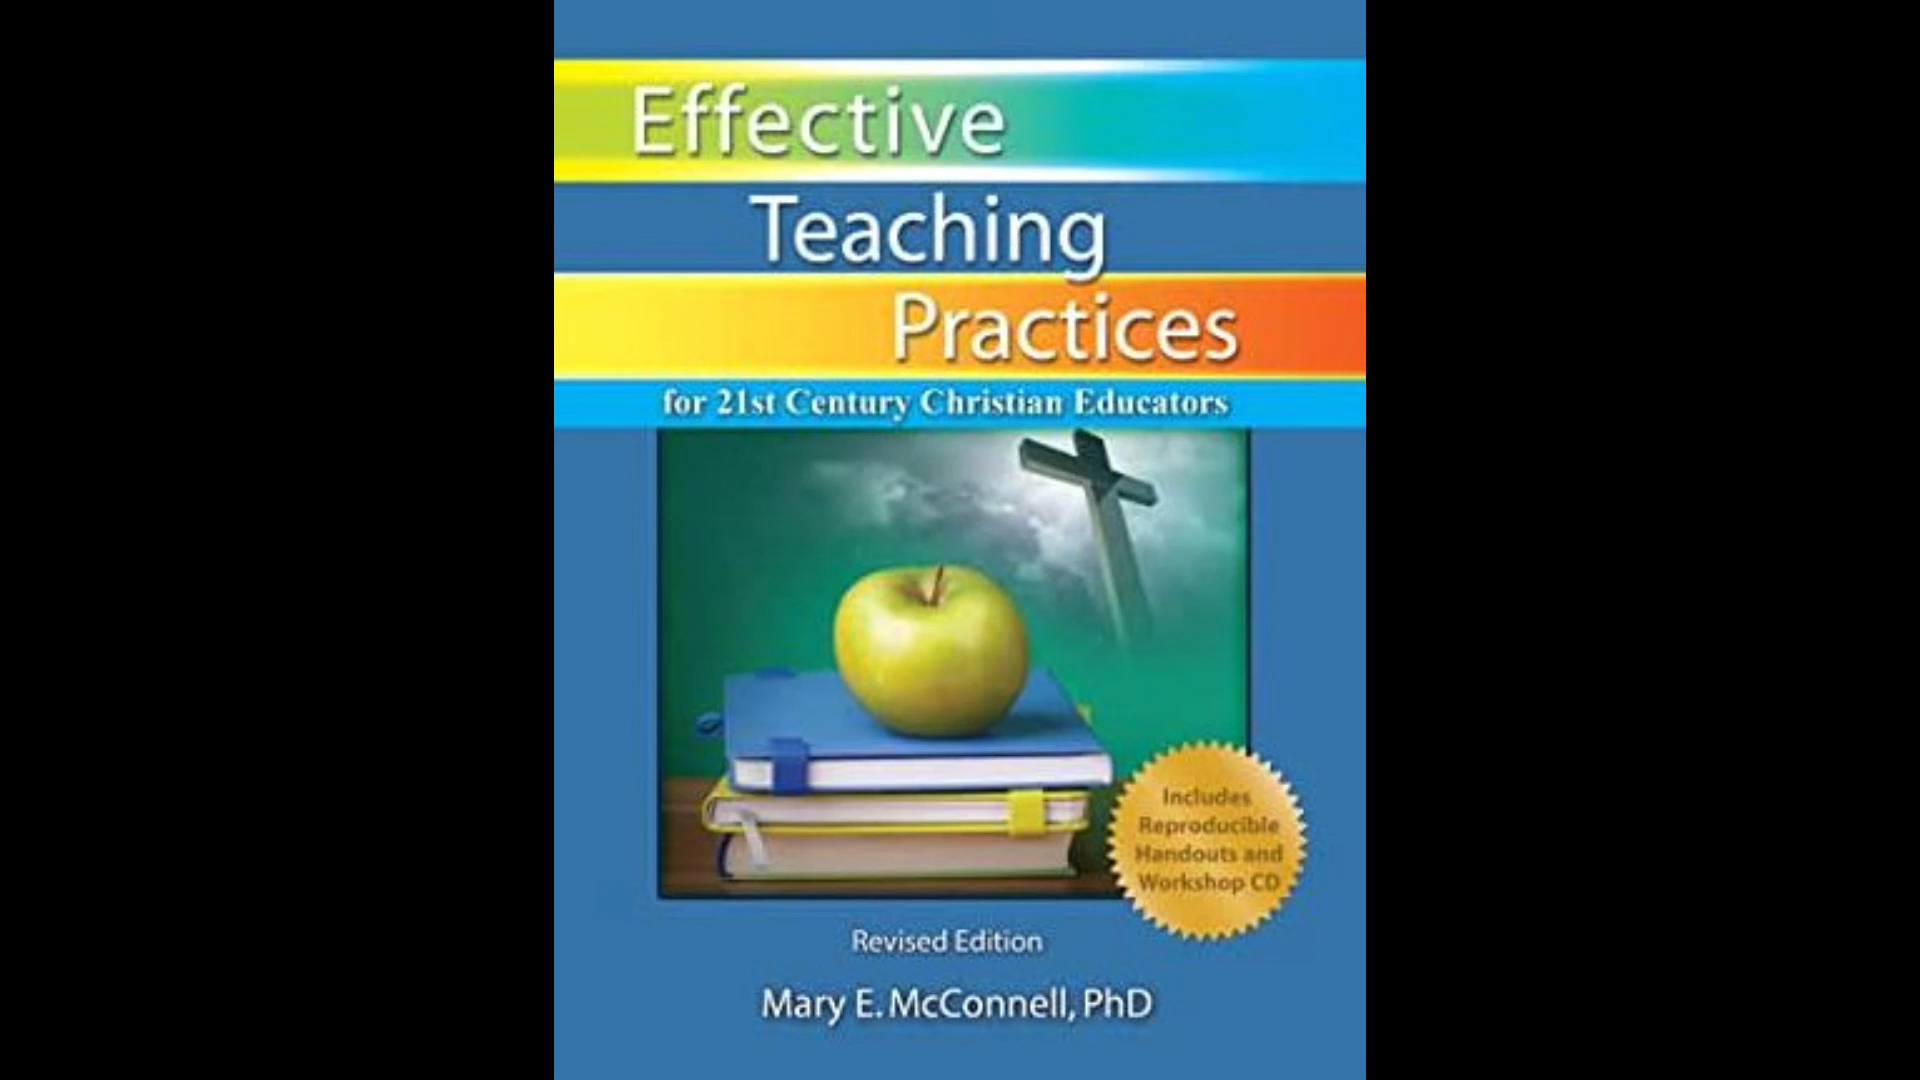 Effective
Teaching
Practices
for 21st Century Christian Educators
Includes
Reproducible
Handouts and
Workshop CD
Revised Edition
Mary E. McConnell, PhD